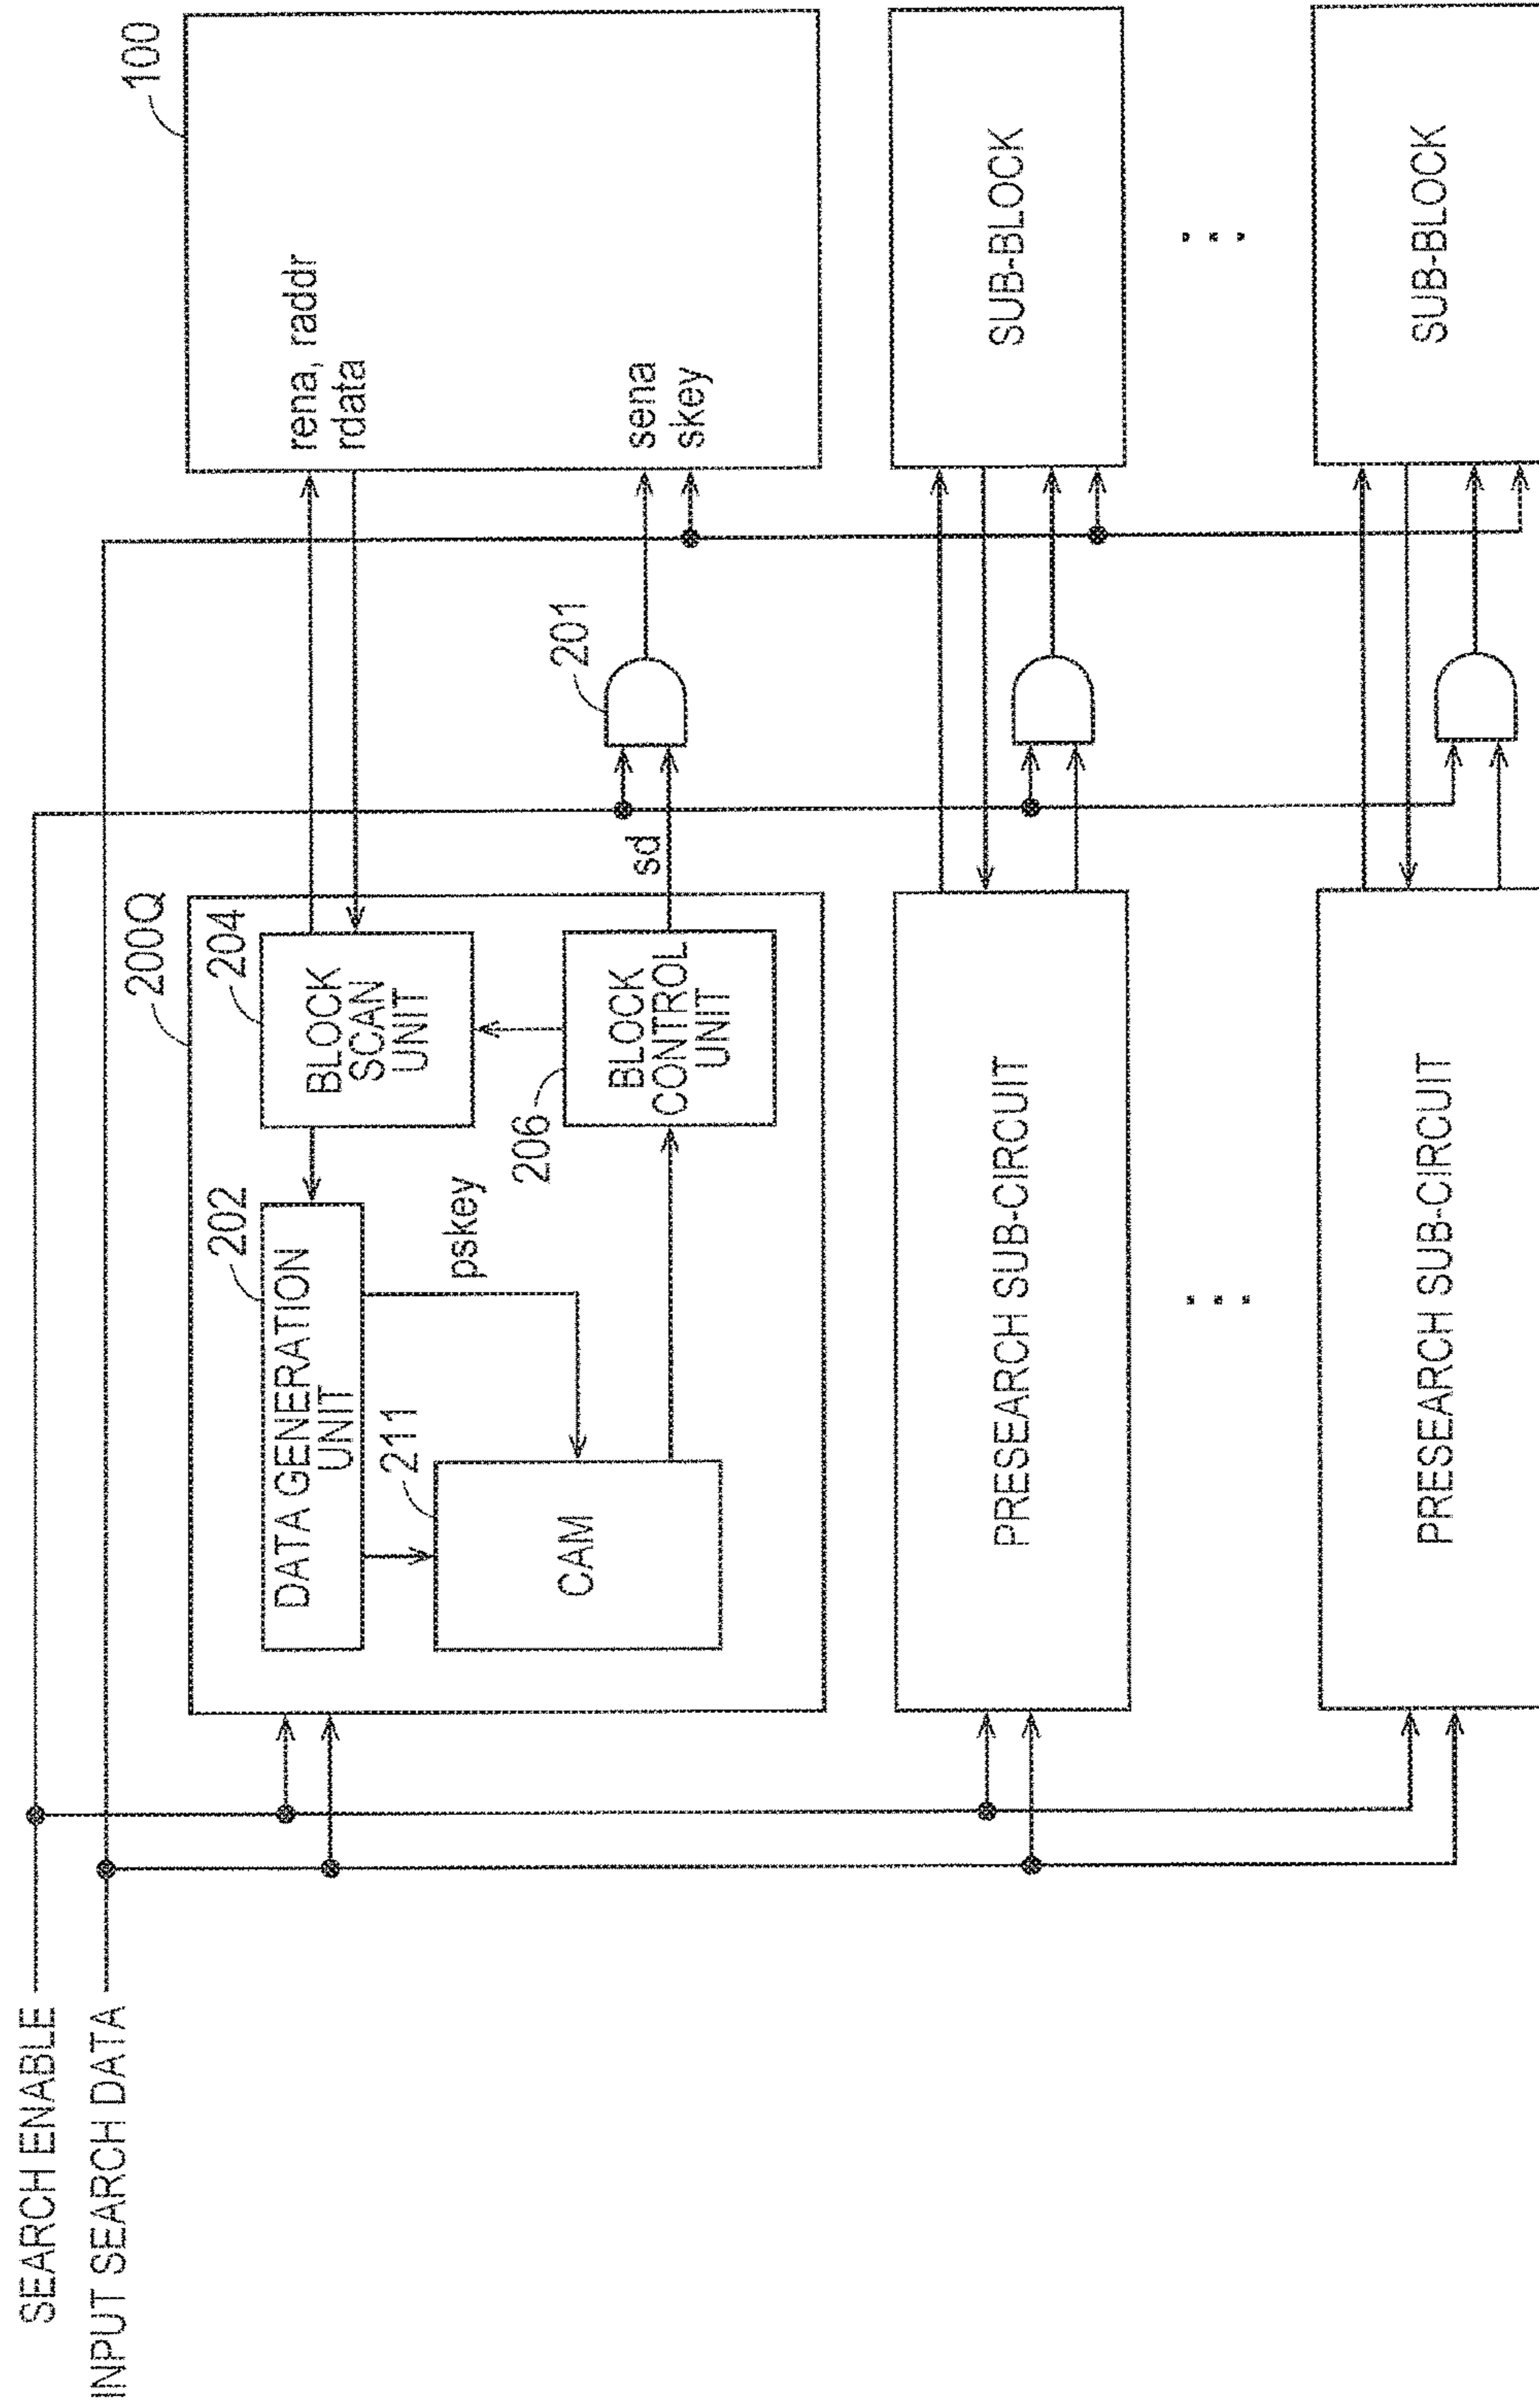 SEARCH ENABLE
INPUT SEARCH DATA
200Q
100
202
204
DATA GENERATION
UNIT
BLOCK
SCAN
UNIT
rena, raddr
rdata
pskey
211
CAM
206
BLOCK
CONTROL
UNIT
sd
201
sena
skey
PRESEARCH SUB-CIRCUIT
SUB-BLOCK
...
...
PRESEARCH SUB-CIRCUIT
SUB-BLOCK